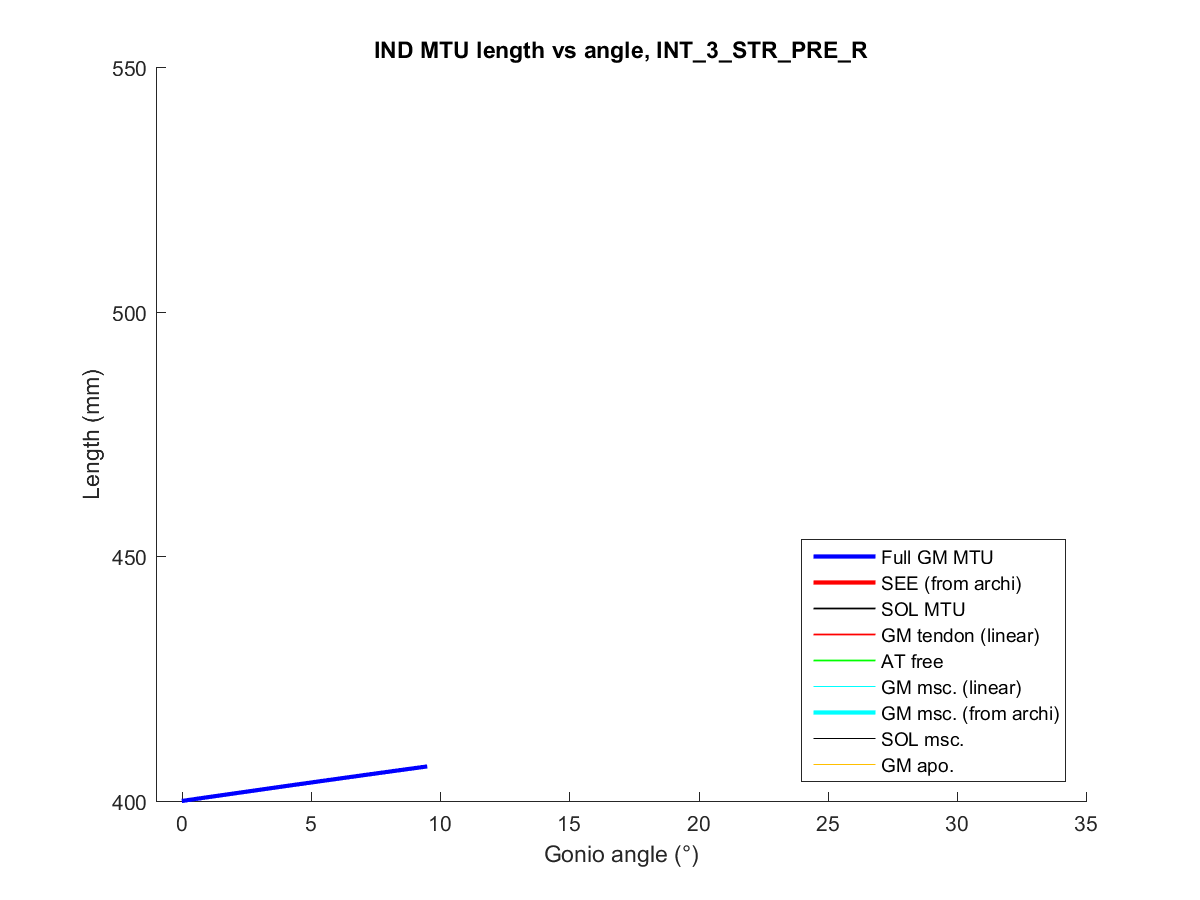 IND MTU length vs angle, INT_3_STR_PRE_R
550
500
450
400
Length (mm)
0 5 10 15 20 25 30 35
Gonio angle (°)
Full GM MTU
SEE (from archi)
SOL MTU
GM tendon (linear)
AT free
GM msc. (linear)
GM msc. (from archi)
SOL msc.
GM apo.